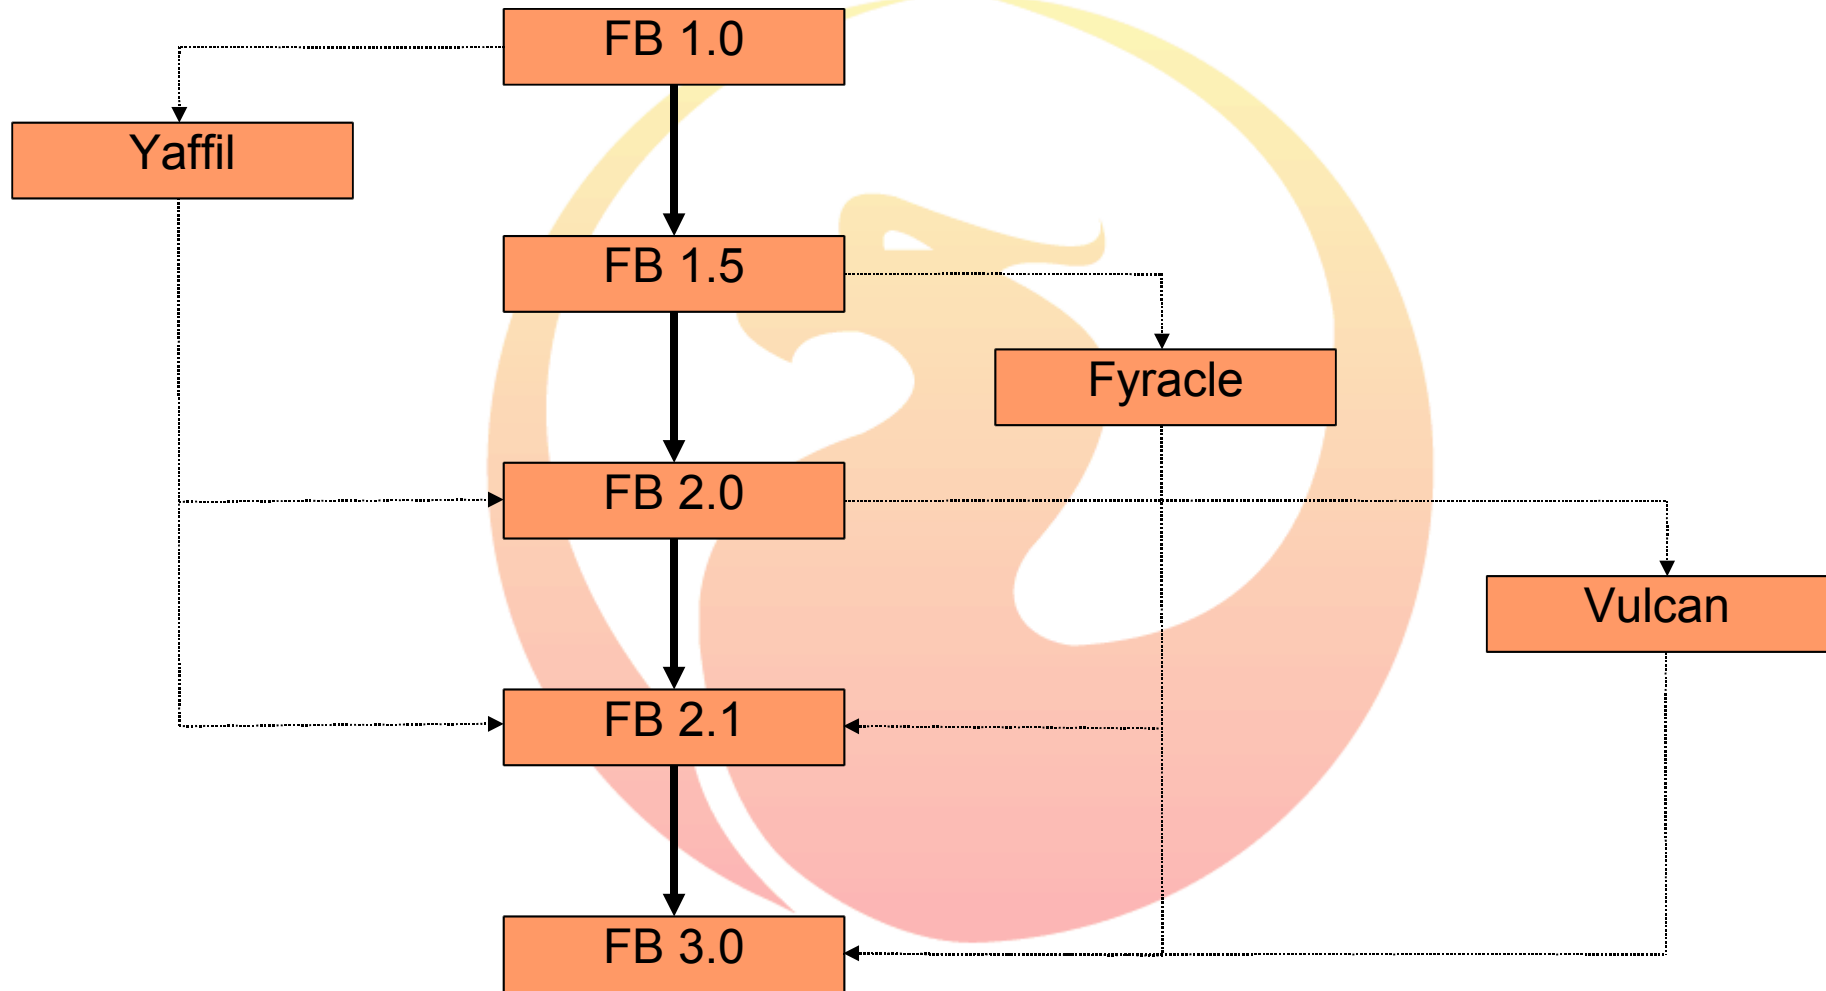 FB 1.0
Yaffil
FB 1.5
Fyracle
FB 2.0
Vulcan
FB 2.1
FB 3.0